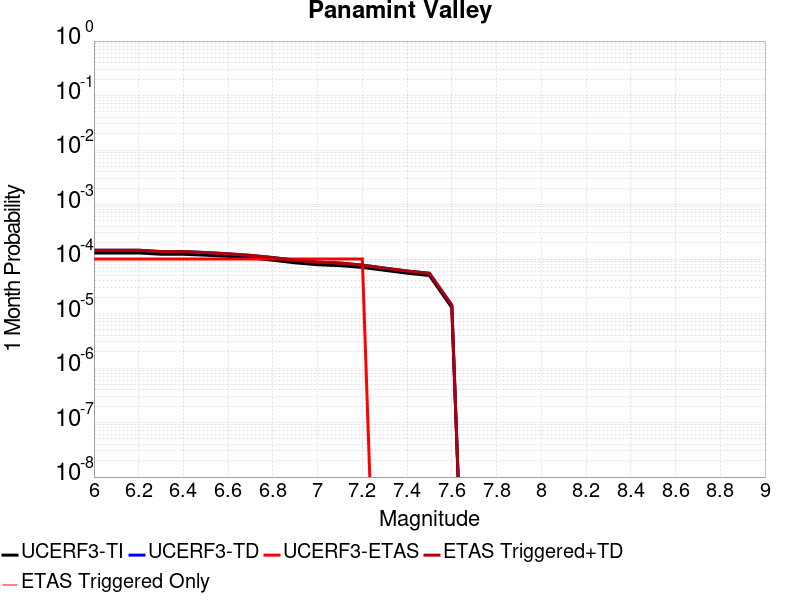 Panamint Valley
10^0
10^-1
10^-2
10^-3
10^-4
10^-5
10^-6
10^-7
10^-8
1 Month Probability
6 6.2 6.4 6.6 6.8 7 7.2 7.4 7.6 7.8 8 8.2 8.4 8.6 8.8 9
Magnitude
UCERF3-TI UCERF3-TD UCERF3-ETAS ETAS Triggered+TD
ETAS Triggered Only